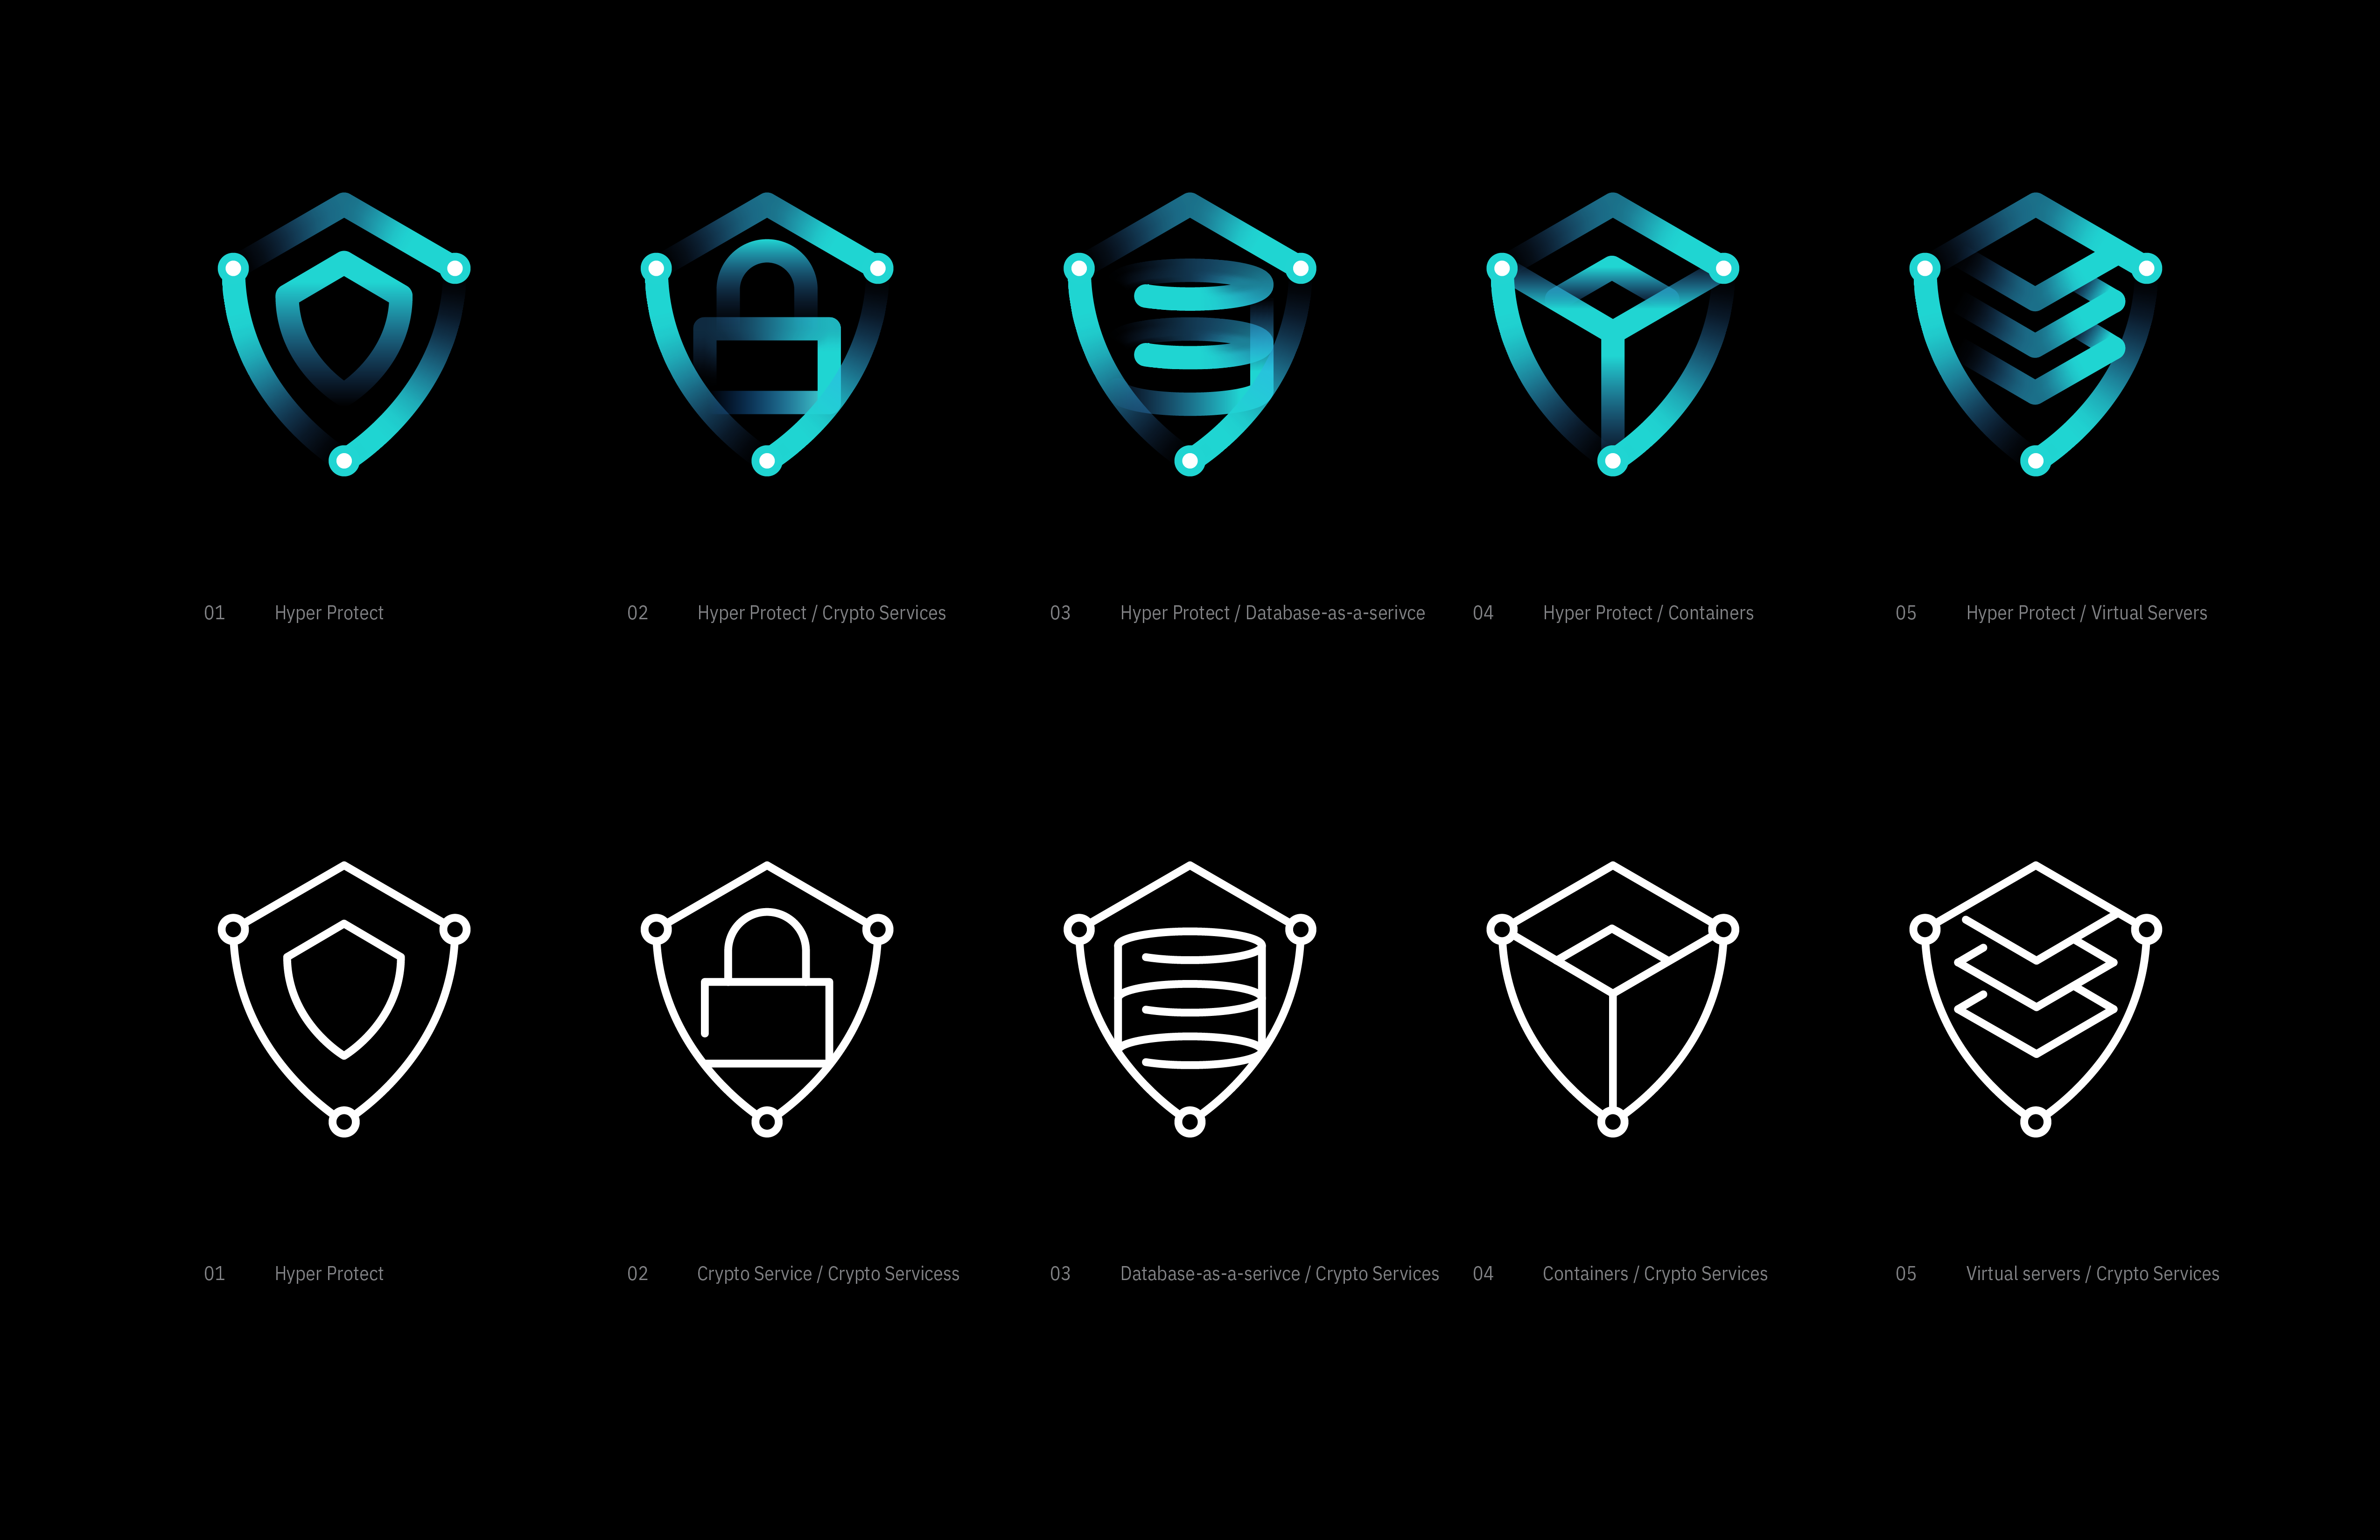 01 Hyper Protect
02 Hyper Protect / Crypto Services
03 Hyper Protect / Database-as-a-serivce
04 Hyper Protect / Containers
05 Hyper Protect / Virtual Servers
01 Hyper Protect
02 Crypto Service / Crypto Servicess
03 Database-as-a-serivce / Crypto Services
04 Containers / Crypto Services
05 Virtual servers / Crypto Services